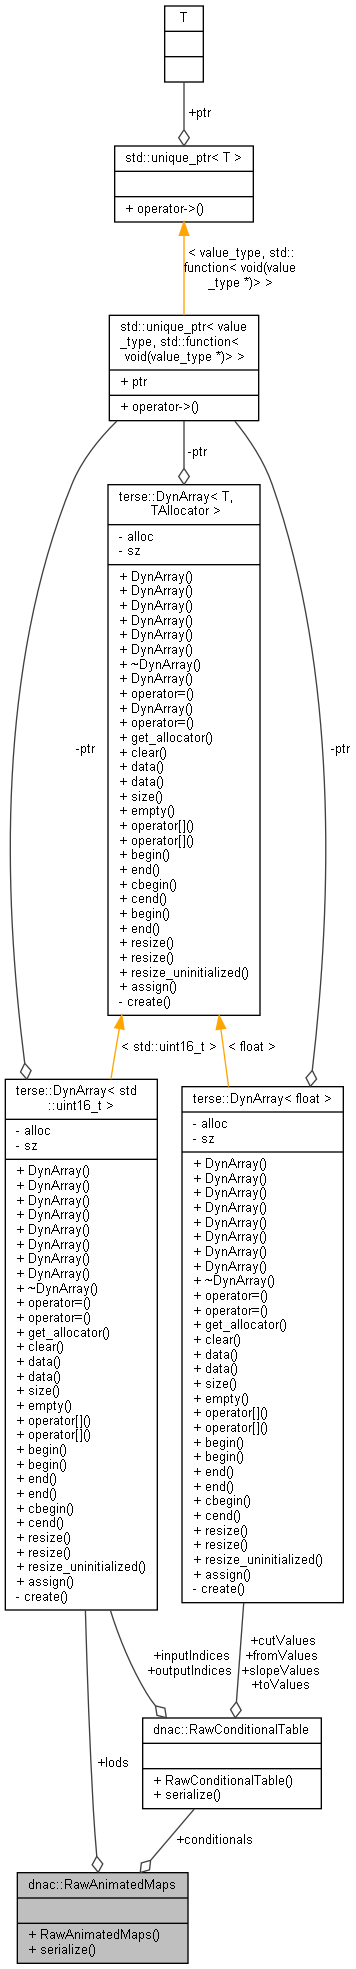 T
+ptr
std::unique_ptr< T >
+ operator->()
< value_type, std::
function< void(value
_type *)> >
std::unique_ptr< value
_type, std::function<
void(value_type *)> >
+ ptr
+ operator->()
-ptr
terse::DynArray< T,
TAllocator >
- alloc
- sz
+ DynArray()
+ DynArray()
+ DynArray()
+ DynArray()
+ DynArray()
+ DynArray()
+ ~DynArray()
+ DynArray()
+ operator=()
+ DynArray()
+ operator=()
+ get_allocator()
+ clear()
+ data()
+ data()
+ size()
+ empty()
+ operator[]()
+ operator[]()
+ begin()
+ end()
+ cbegin()
+ cend()
+ begin()
+ end()
+ resize()
+ resize()
+ resize_uninitialized()
+ assign()
- create()
-ptr
-ptr
< std::uint16_t >
< float >
terse::DynArray< std
::uint16_t >
- alloc
- sz
+ DynArray()
+ DynArray()
+ DynArray()
+ DynArray()
+ DynArray()
+ DynArray()
+ DynArray()
+ DynArray()
+ ~DynArray()
+ operator=()
+ operator=()
+ get_allocator()
+ clear()
+ data()
+ data()
+ size()
+ empty()
+ operator[]()
+ operator[]()
+ begin()
+ begin()
+ end()
+ end()
+ cbegin()
+ cend()
+ resize()
+ resize()
+ resize_uninitialized()
+ assign()
- create()
terse::DynArray< float >
- alloc
- sz
+ DynArray()
+ DynArray()
+ DynArray()
+ DynArray()
+ DynArray()
+ DynArray()
+ DynArray()
+ DynArray()
+ ~DynArray()
+ operator=()
+ operator=()
+ get_allocator()
+ clear()
+ data()
+ data()
+ size()
+ empty()
+ operator[]()
+ operator[]()
+ begin()
+ begin()
+ end()
+ end()
+ cbegin()
+ cend()
+ resize()
+ resize()
+ resize_uninitialized()
+ assign()
- create()
+inputIndices
+outputIndices
+cutValues
+fromValues
+slopeValues
+toValues
+lods
dnac::RawConditionalTable
+ RawConditionalTable()
+ serialize()
+conditionals
dnac::RawAnimatedMaps
+ RawAnimatedMaps()
+ serialize()